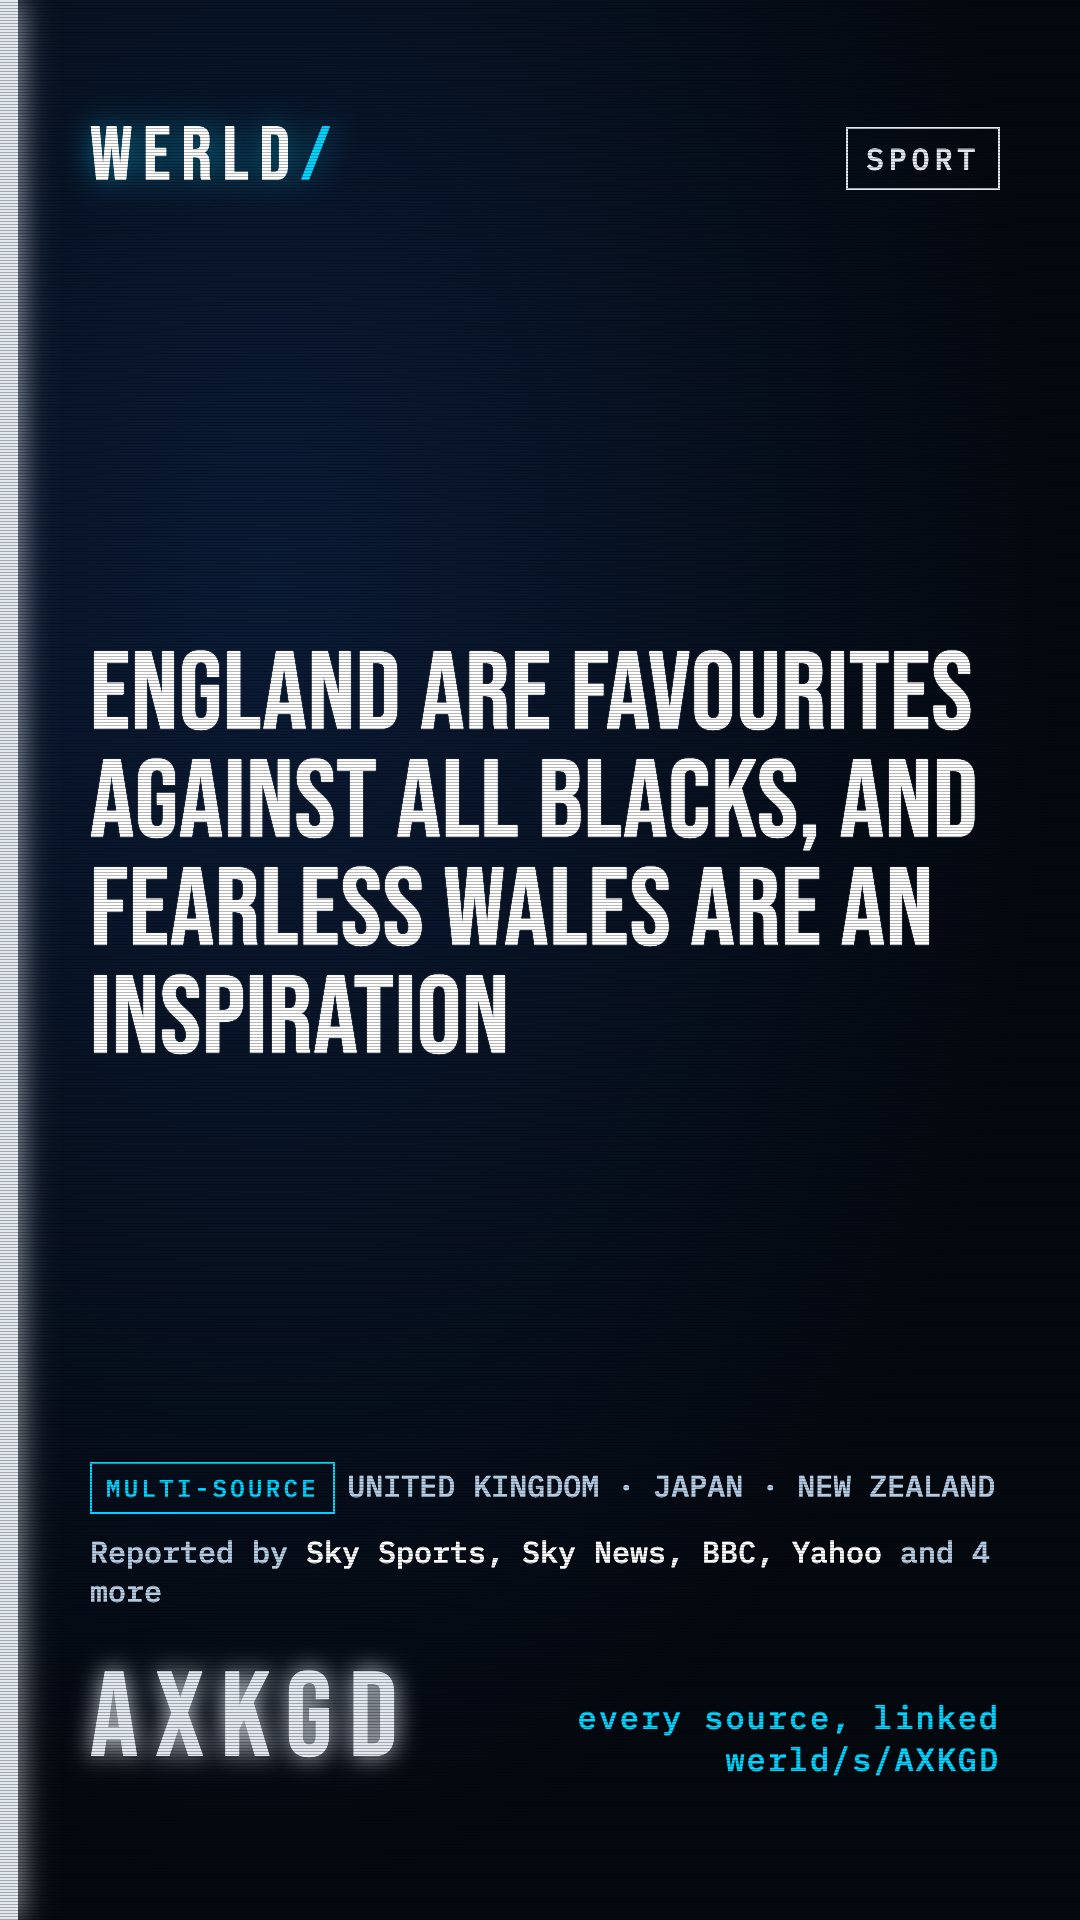 WERLD/
SPORT
ENGLAND ARE FAVOURITES
AGAINST ALL BLACKS, AND
FEARLESS WALES ARE AN
INSPIRATION
MULTI-SOURCE UNITED KINGDOM · JAPAN · NEW ZEALAND
Reported by Sky Sports, Sky News, BBC, Yahoo and 4
more
AXKGD
every source, linked
werld/s/AXKGD